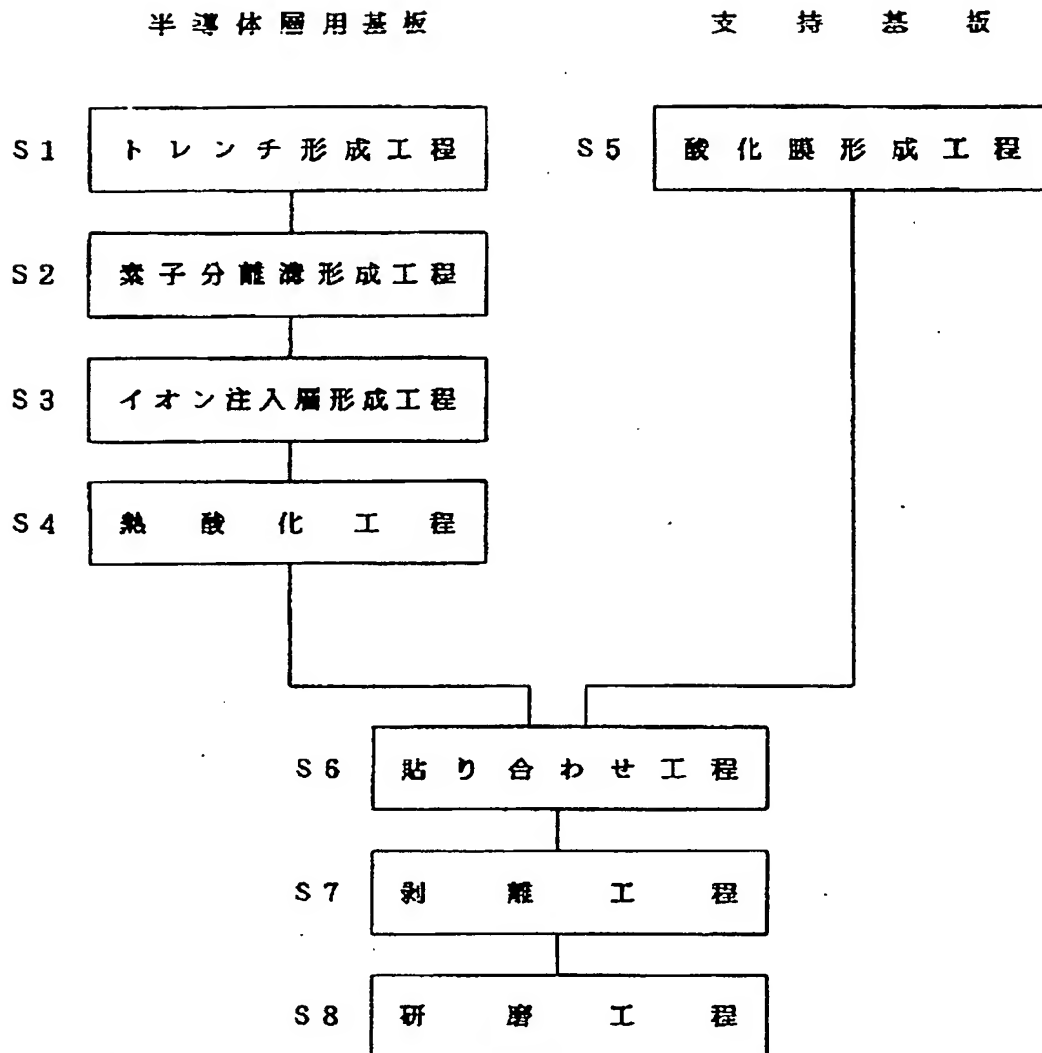 半導体層用基板
支持基板
S1 トレンチ形成工程
S5 酸化膜形成工程
S2 素子分離溝形成工程
S3 イオン注入層形成工程
S4 熱酸化工程
S6 貼り合わせ工程
S7 剥離工程
S8 研磨工程